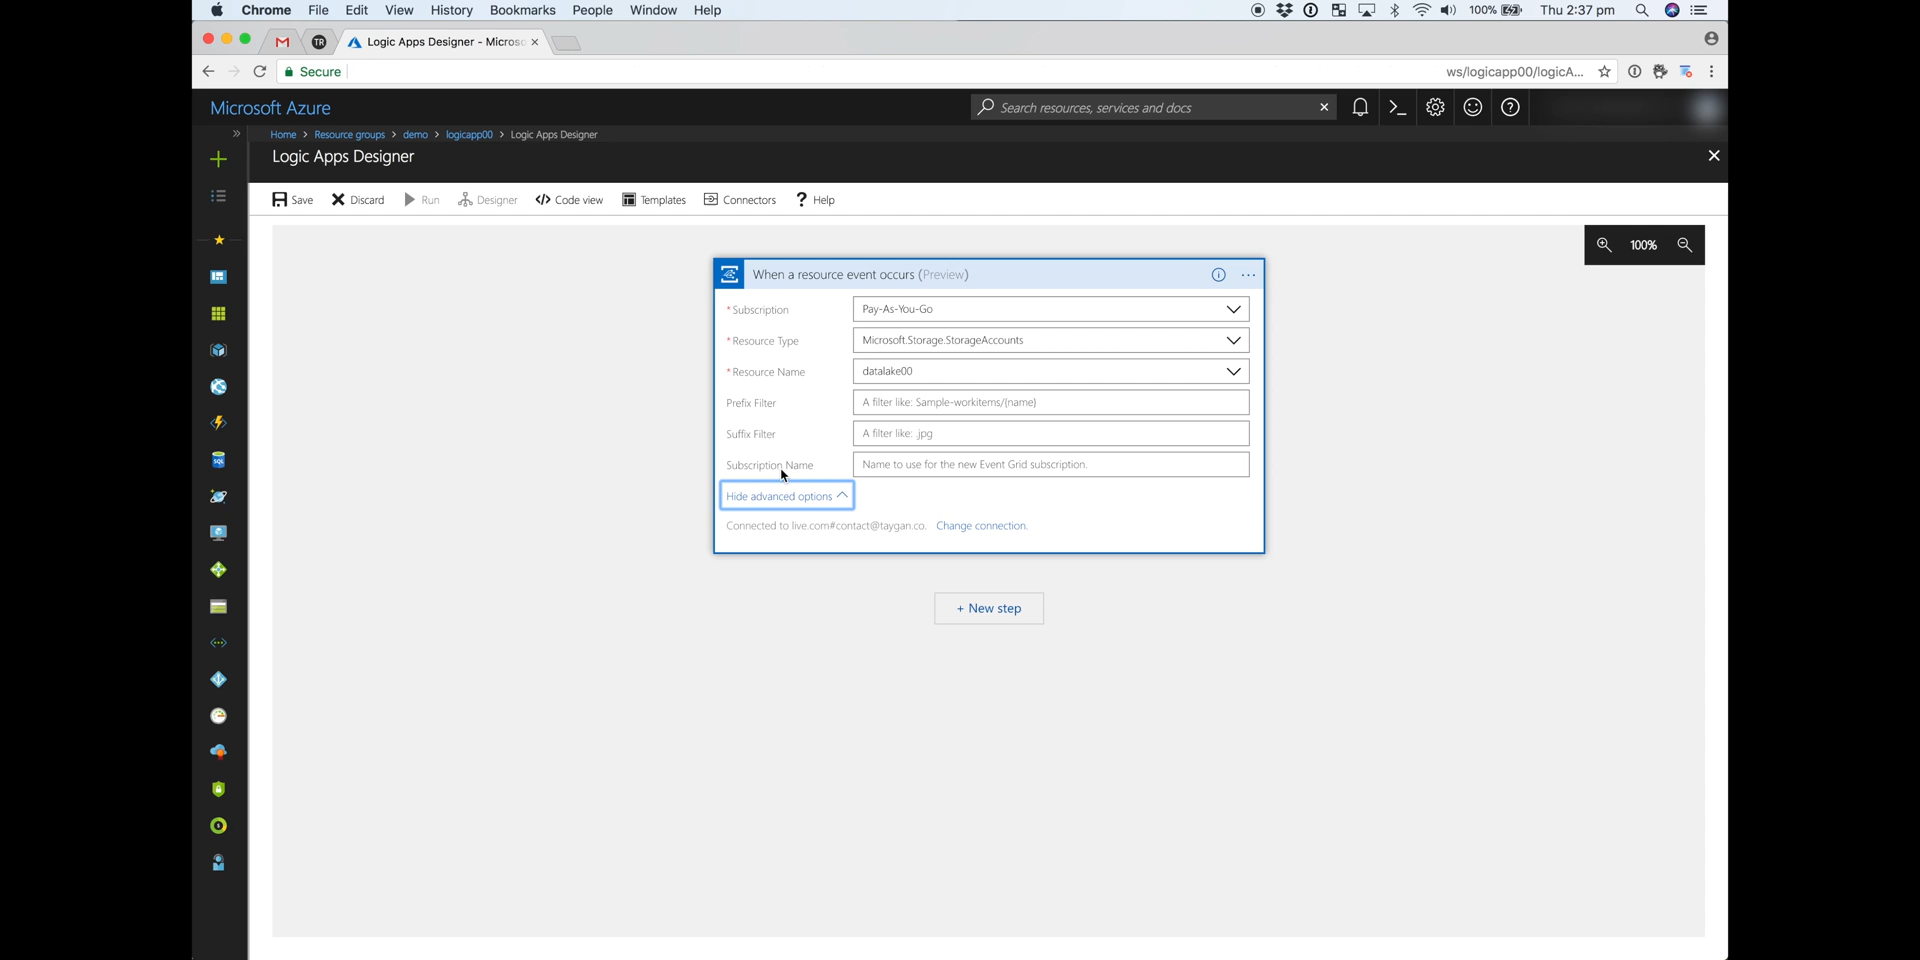 Chrome File Edit View History Bookmarks People Window Help 100% Thu 2:37 pm
TR Logic Apps Designer - Micros
Secure ws/logicapp00/logicA...
Microsoft Azure Search resources, services and docs
Home > Resource groups > demo > logicapp00 > Logic Apps Designer
Logic Apps Designer
Save Discard Run Designer Code view Templates Connectors ? Help
100%
When a resource event occurs (Preview)
* Subscription Pay-As-You-Go
* Resource Type Microsoft.Storage.StorageAccounts
* Resource Name datalake00
Prefix Filter A filter like: Sample-workitems/{name}
Suffix Filter A filter like: .jpg
Subscription Name Name to use for the new Event Grid subscription.
Hide advanced options
Connected to live.com#contact@taygan.co. Change connection.
+ New step
SQL